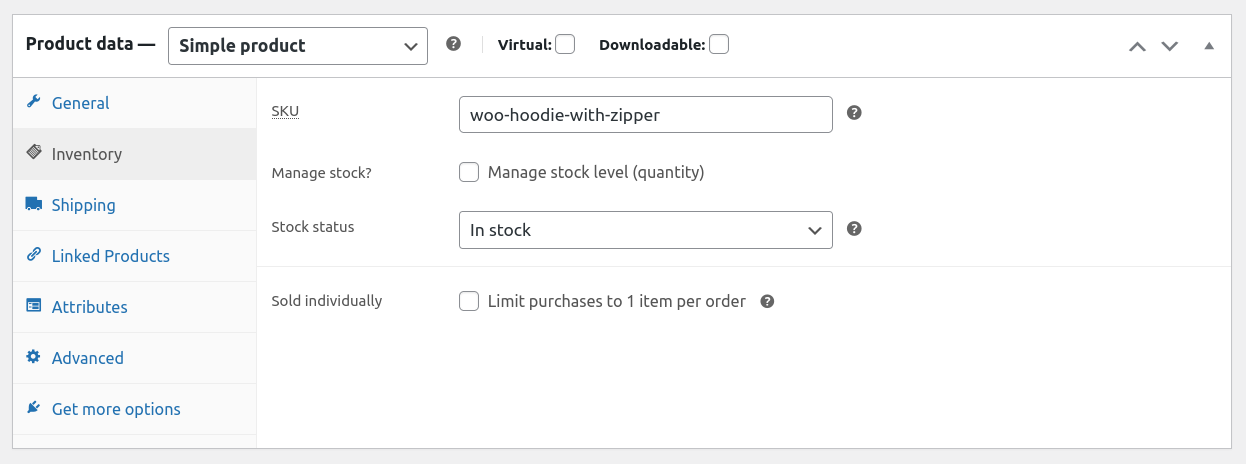 Product data — Simple product ? Virtual: Downloadable:
General
Inventory
Shipping
Linked Products
Attributes
Advanced
Get more options
SKU woo-hoodie-with-zipper ?
Manage stock? Manage stock level (quantity)
Stock status In stock ?
Sold individually Limit purchases to 1 item per order ?